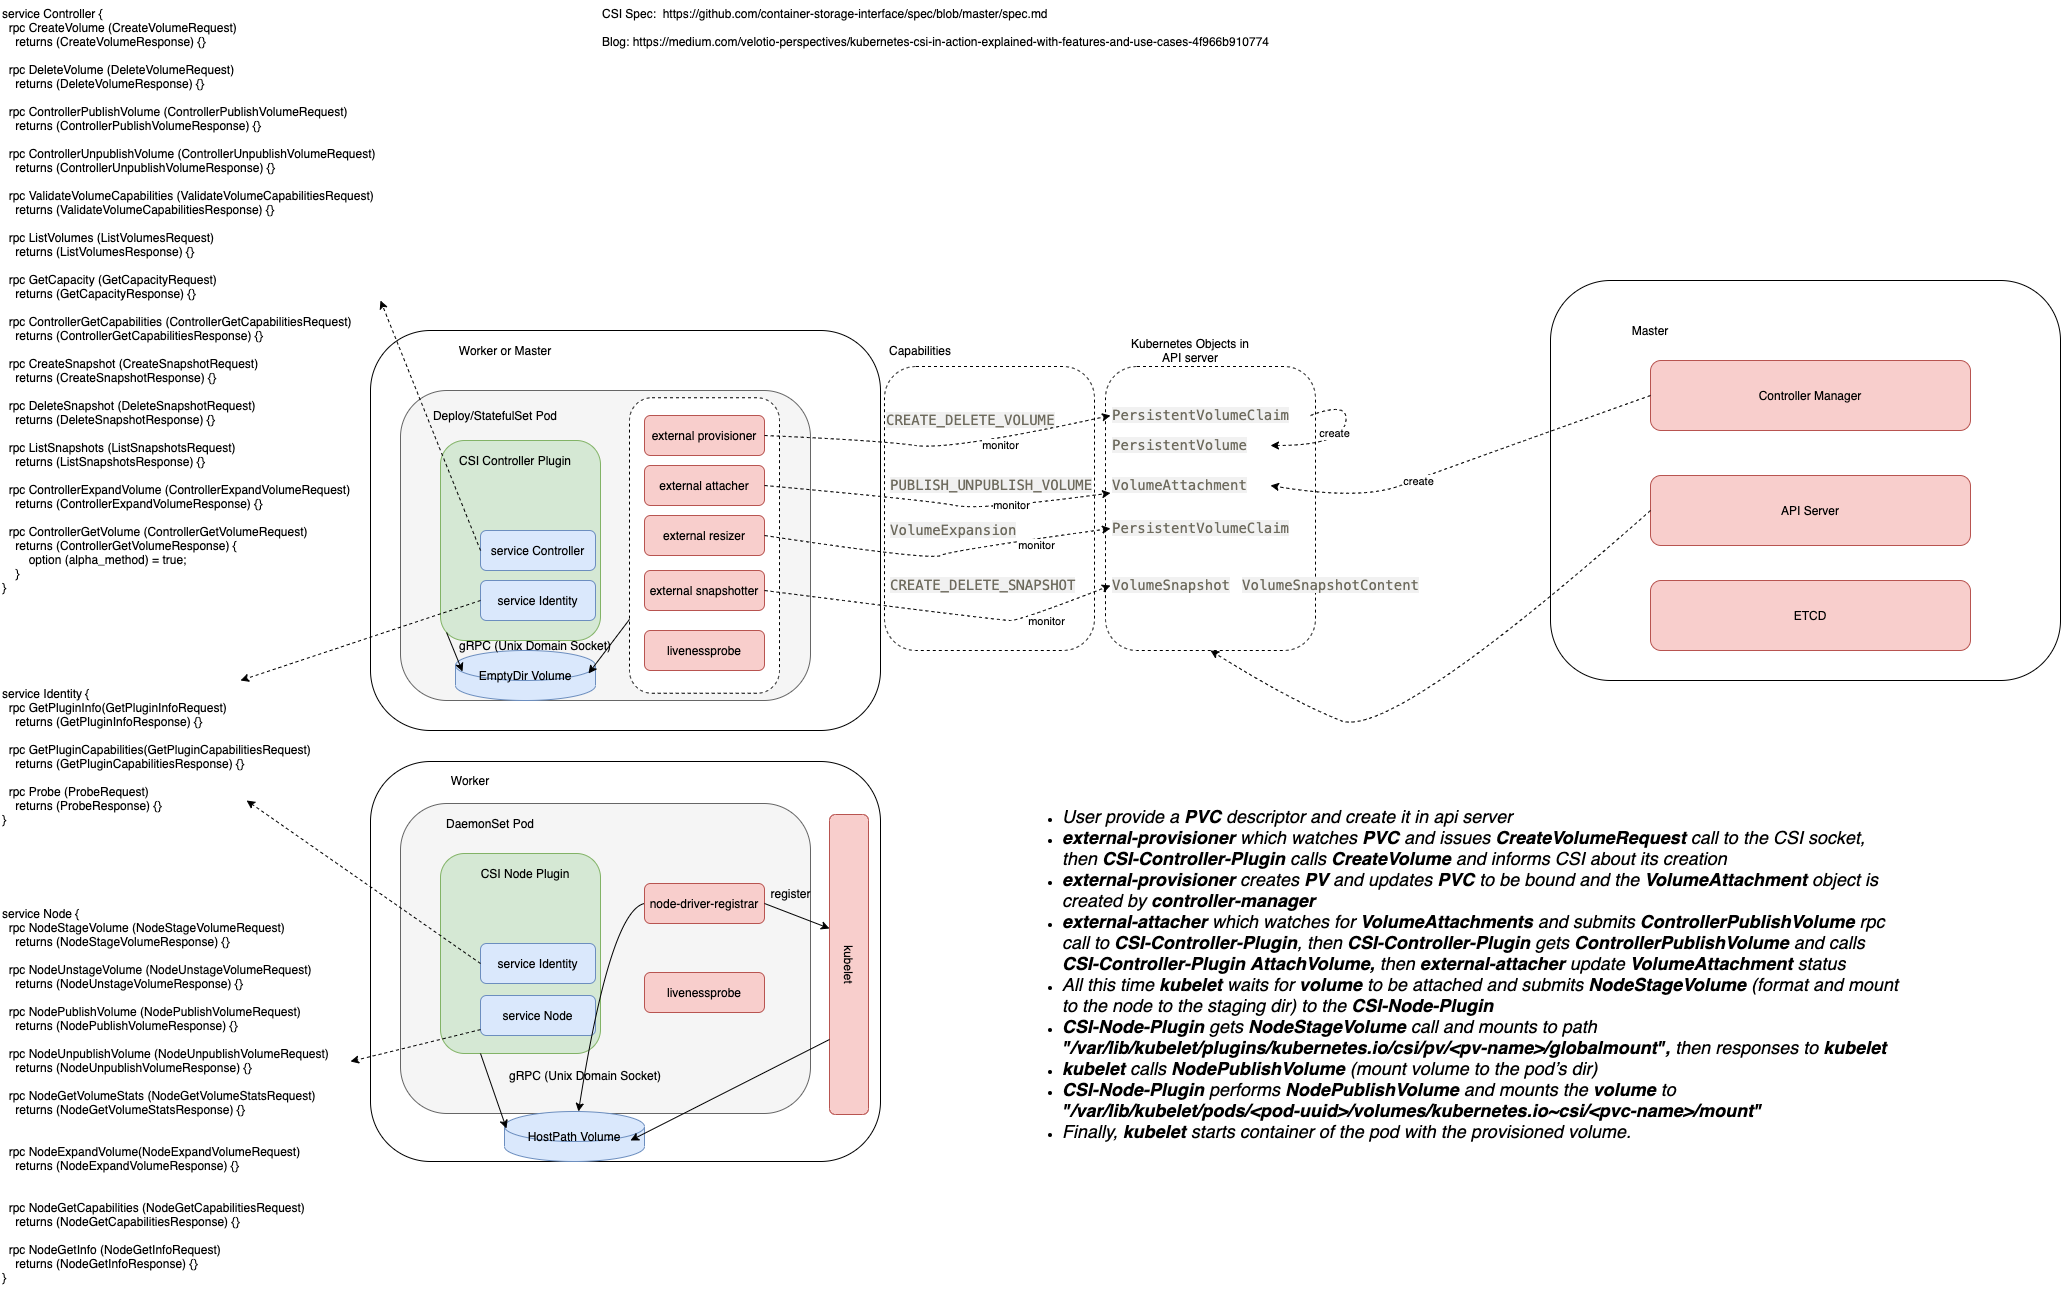 service Controller {
rpc CreateVolume (CreateVolumeRequest)
returns (CreateVolumeResponse) {}
rpc DeleteVolume (DeleteVolumeRequest)
returns (DeleteVolumeResponse) {}
rpc ControllerPublishVolume (ControllerPublishVolumeRequest)
returns (ControllerPublishVolumeResponse) {}
rpc ControllerUnpublishVolume (ControllerUnpublishVolumeRequest)
returns (ControllerUnpublishVolumeResponse) {}
rpc ValidateVolumeCapabilities (ValidateVolumeCapabilitiesRequest)
returns (ValidateVolumeCapabilitiesResponse) {}
rpc ListVolumes (ListVolumesRequest)
returns (ListVolumesResponse) {}
rpc GetCapacity (GetCapacityRequest)
returns (GetCapacityResponse) {}
rpc ControllerGetCapabilities (ControllerGetCapabilitiesRequest)
returns (ControllerGetCapabilitiesResponse) {}
rpc CreateSnapshot (CreateSnapshotRequest)
returns (CreateSnapshotResponse) {}
rpc DeleteSnapshot (DeleteSnapshotRequest)
returns (DeleteSnapshotResponse) {}
rpc ListSnapshots (ListSnapshotsRequest)
returns (ListSnapshotsResponse) {}
rpc ControllerExpandVolume (ControllerExpandVolumeRequest)
returns (ControllerExpandVolumeResponse) {}
rpc ControllerGetVolume (ControllerGetVolumeRequest)
returns (ControllerGetVolumeResponse) {
option (alpha_method) = true;
}
}
service Identity {
rpc GetPluginInfo(GetPluginInfoRequest)
returns (GetPluginInfoResponse) {}
rpc GetPluginCapabilities(GetPluginCapabilitiesRequest)
returns (GetPluginCapabilitiesResponse) {}
rpc Probe (ProbeRequest)
returns (ProbeResponse) {}
}
service Node {
rpc NodeStageVolume (NodeStageVolumeRequest)
returns (NodeStageVolumeResponse) {}
rpc NodeUnstageVolume (NodeUnstageVolumeRequest)
returns (NodeUnstageVolumeResponse) {}
rpc NodePublishVolume (NodePublishVolumeRequest)
returns (NodePublishVolumeResponse) {}
rpc NodeUnpublishVolume (NodeUnpublishVolumeRequest)
returns (NodeUnpublishVolumeResponse) {}
rpc NodeGetVolumeStats (NodeGetVolumeStatsRequest)
returns (NodeGetVolumeStatsResponse) {}
rpc NodeExpandVolume(NodeExpandVolumeRequest)
returns (NodeExpandVolumeResponse) {}
rpc NodeGetCapabilities (NodeGetCapabilitiesRequest)
returns (NodeGetCapabilitiesResponse) {}
rpc NodeGetInfo (NodeGetInfoRequest)
returns (NodeGetInfoResponse) {}
}
CSI Spec: https://github.com/container-storage-interface/spec/blob/master/spec.md
Blog: https://medium.com/velotio-perspectives/kubernetes-csi-in-action-explained-with-features-and-use-cases-4f966b910774
Worker or Master
Deploy/StatefulSet Pod
CSI Controller Plugin
service Controller
service Identity
gRPC (Unix Domain Socket)
EmptyDir Volume
external provisioner
external attacher
external resizer
external snapshotter
livenessprobe
Capabilities
CREATE_DELETE_VOLUME
monitor
PUBLISH_UNPUBLISH_VOLUME
monitor
VolumeExpansion
monitor
CREATE_DELETE_SNAPSHOT
monitor
Kubernetes Objects in
API server
PersistentVolumeClaim
create
PersistentVolume
VolumeAttachment
create
PersistentVolumeClaim
VolumeSnapshot VolumeSnapshotContent
Master
Controller Manager
API Server
ETCD
Worker
DaemonSet Pod
CSI Node Plugin
service Identity
service Node
node-driver-registrar
register
livenessprobe
kubelet
gRPC (Unix Domain Socket)
HostPath Volume
• User provide a PVC descriptor and create it in api server
• external-provisioner which watches PVC and issues CreateVolumeRequest call to the CSI socket,
then CSI-Controller-Plugin calls CreateVolume and informs CSI about its creation
• external-provisioner creates PV and updates PVC to be bound and the VolumeAttachment object is
created by controller-manager
• external-attacher which watches for VolumeAttachments and submits ControllerPublishVolume rpc
call to CSI-Controller-Plugin, then CSI-Controller-Plugin gets ControllerPublishVolume and calls
CSI-Controller-Plugin AttachVolume, then external-attacher update VolumeAttachment status
• All this time kubelet waits for volume to be attached and submits NodeStageVolume (format and mount
to the node to the staging dir) to the CSI-Node-Plugin
• CSI-Node-Plugin gets NodeStageVolume call and mounts to path
"/var/lib/kubelet/plugins/kubernetes.io/csi/pv/<pv-name>/globalmount", then responses to kubelet
• kubelet calls NodePublishVolume (mount volume to the pod’s dir)
• CSI-Node-Plugin performs NodePublishVolume and mounts the volume to
"/var/lib/kubelet/pods/<pod-uuid>/volumes/kubernetes.io~csi/<pvc-name>/mount"
• Finally, kubelet starts container of the pod with the provisioned volume.